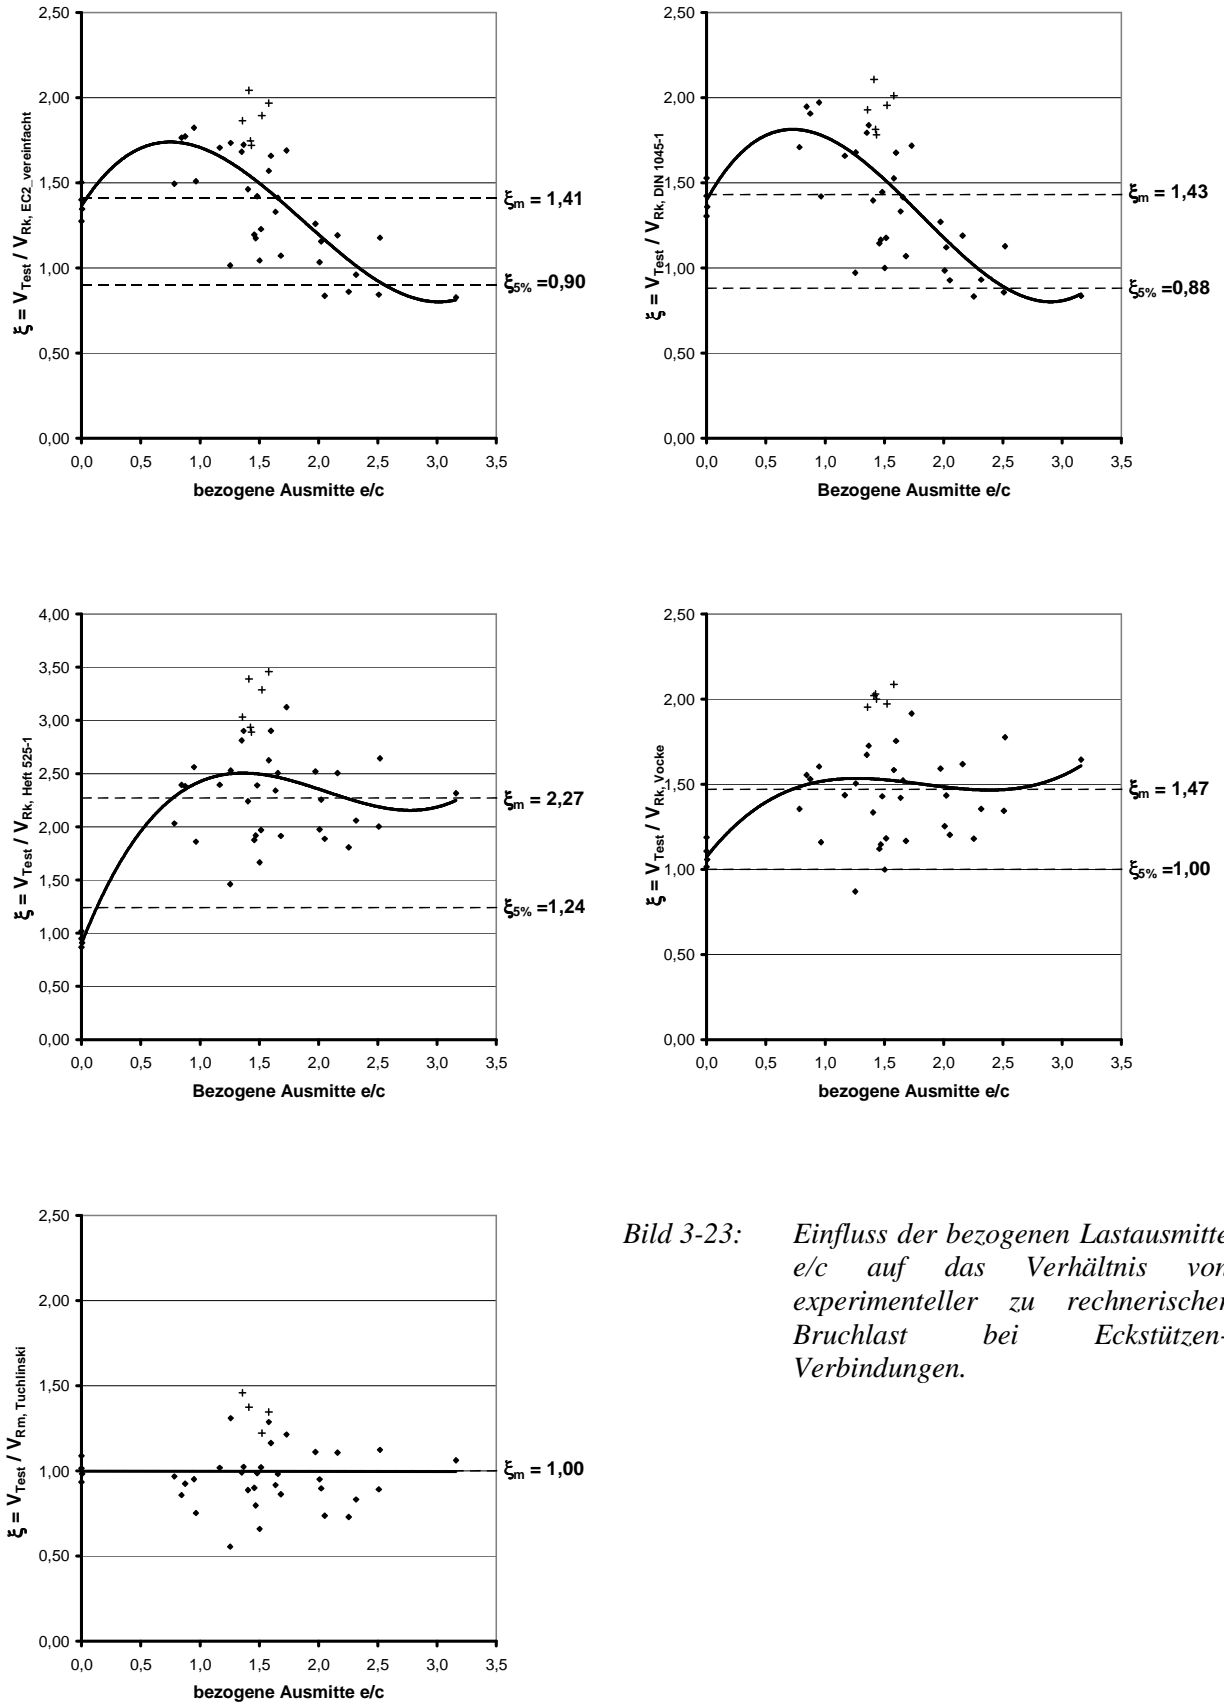 2,50
2,00
1,50
1,00
0,50
0,00
0,0 0,5 1,0 1,5 2,0 2,5 3,0 3,5
bezogene Ausmitte e/c
ξ = V_Test / V_Rk, EC2_vereinfacht
ξ_m = 1,41
ξ_5% =0,90
2,50
2,00
1,50
1,00
0,50
0,00
0,0 0,5 1,0 1,5 2,0 2,5 3,0 3,5
Bezogene Ausmitte e/c
ξ = V_Test / V_Rk, DIN 1045-1
ξ_m = 1,43
ξ_5% =0,88
4,00
3,50
3,00
2,50
2,00
1,50
1,00
0,50
0,00
0,0 0,5 1,0 1,5 2,0 2,5 3,0 3,5
Bezogene Ausmitte e/c
ξ = V_Test / V_Rk, Heft 525-1
ξ_m = 2,27
ξ_5% =1,24
2,50
2,00
1,50
1,00
0,50
0,00
0,0 0,5 1,0 1,5 2,0 2,5 3,0 3,5
bezogene Ausmitte e/c
ξ = V_Test / V_Rk, Vocke
ξ_m = 1,47
ξ_5% =1,00
2,50
2,00
1,50
1,00
0,50
0,00
0,0 0,5 1,0 1,5 2,0 2,5 3,0 3,5
bezogene Ausmitte e/c
ξ = V_Test / V_Rm, Tuchlinski
ξ_m = 1,00
Bild 3-23: Einfluss der bezogenen Lastausmitte
e/c auf das Verhältnis von
experimenteller zu rechnerischer
Bruchlast bei Eckstützen-
Verbindungen.